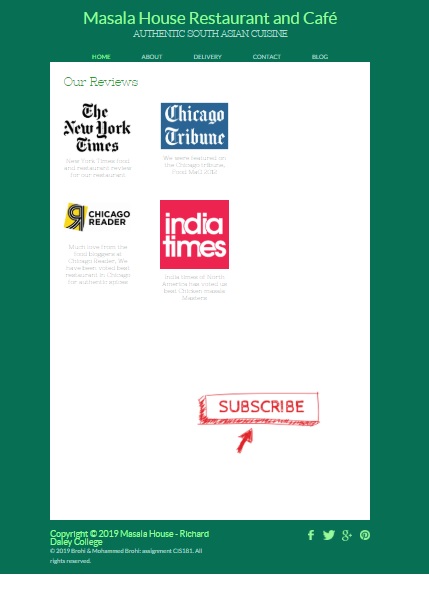 Masala House Restaurant and Café
AUTHENTIC SOUTH ASIAN CUISINE
HOME ABOUT DELIVERY CONTACT BLOG
Our Reviews
The
New York
Times
New York Times food
and restaurant review
for our restaurant
Chicago
Tribune
We were featured on
the Chicago tribune,
Food Mall 2012
CHICAGO
READER
Much love from the
food bloggers at
Chicago Reader, We
have been voted best
restaurant in Chicago
for authentic spices
india
times
India times of North
America has voted us
best Chicken masala
Masters
SUBSCRIBE
Copyright © 2019 Masala House - Richard
Daley College
© 2019 Brohi & Mohammed Brohi: assignment CIS181. All
rights reserved.